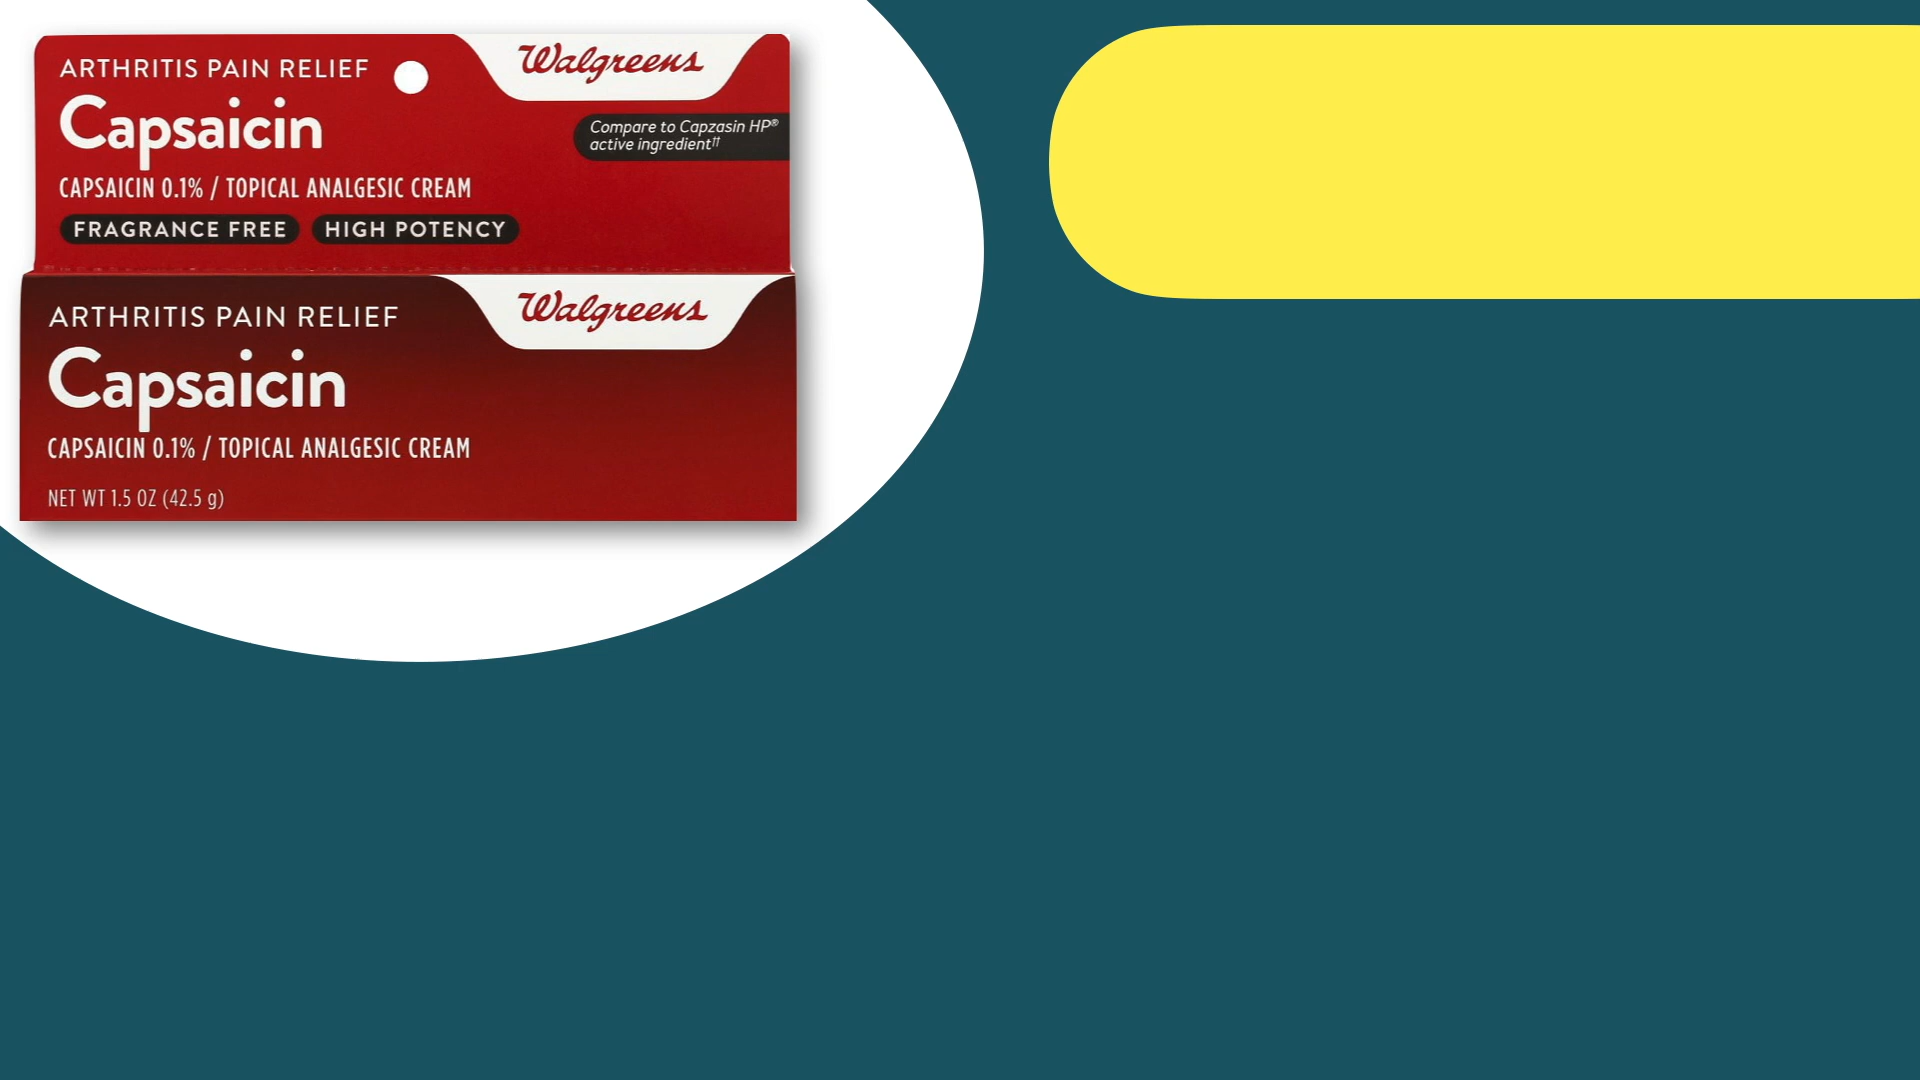 ARTHRITIS PAIN RELIEF
Walgreens
Capsaicin
Compare to Capzasin HP®
active ingredient††
CAPSAICIN 0.1% / TOPICAL ANALGESIC CREAM
FRAGRANCE FREE HIGH POTENCY
ARTHRITIS PAIN RELIEF
Walgreens
Capsaicin
CAPSAICIN 0.1% / TOPICAL ANALGESIC CREAM
NET WT 1.5 OZ (42.5 g)